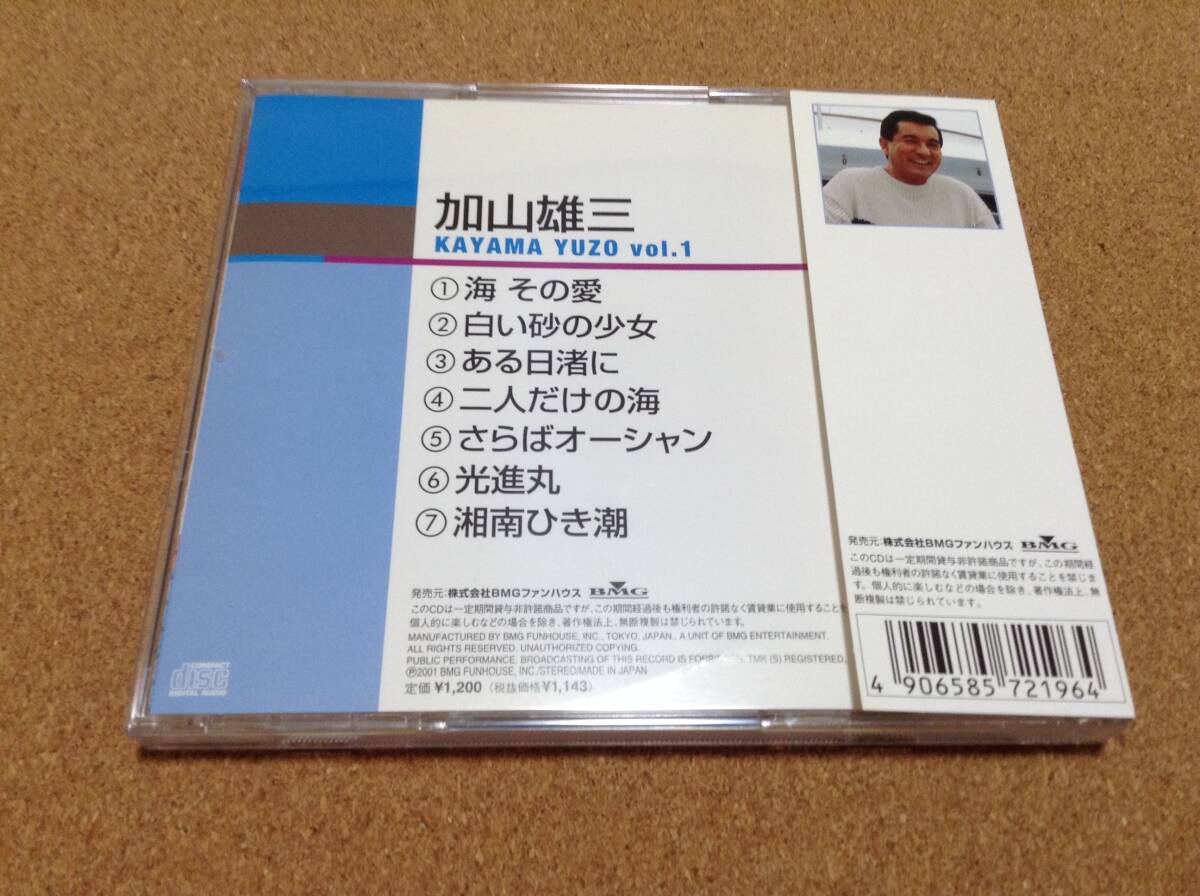 加山雄三
KAYAMA YUZO vol.1
①海 その愛
②白い砂の少女
③ある日渚に
④二人だけの海
⑤さらばオーシャン
⑥光進丸
⑦湘南ひき潮
発売元:株式会社BMGファンハウス BMG
このCDは一定期間貸与非許諾商品ですが、この期間経過後も権利者の許諾なく賃貸業に使用することを
個人的に楽しむなどの場合を除き、著作権法上、無断複製は禁じられています。
MANUFACTURED BY BMG FUNHOUSE, INC., TOKYO, JAPAN., A UNIT OF BMG ENTERTAINMENT.
ALL RIGHTS RESERVED. UNAUTHORIZED COPYING.
PUBLIC PERFORMANCE, BROADCASTING OF THIS RECORD IS FORBIDDEN. TMK (S) REGISTERED.
Ⓟ2001 BMG FUNHOUSE, INC./STEREO/MADE IN JAPAN
定価¥1,200(税抜価格¥1,143)
COMPACT
disc
DIGITAL AUDIO
発売元:株式会社BMGファンハウス BMG
このCDは一定期間貸与非許諾商品ですが、この期間経
過後も権利者の許諾なく賃貸業に使用することを禁じま
す。個人的に楽しむなどの場合を除き、著作権法上、無
断複製は禁じられています。
4 906585 721964